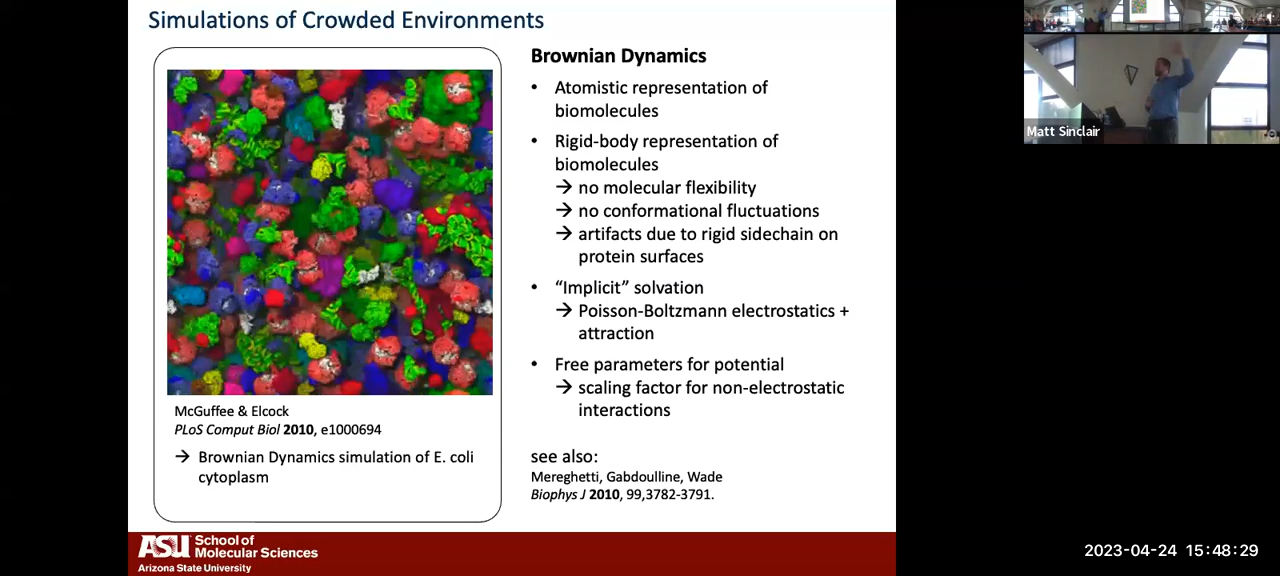 Simulations of Crowded Environments
McGuffee & Elcock
PLoS Comput Biol 2010, e1000694
→ Brownian Dynamics simulation of E. coli
cytoplasm
Brownian Dynamics
• Atomistic representation of
biomolecules
• Rigid-body representation of
biomolecules
→ no molecular flexibility
→ no conformational fluctuations
→ artifacts due to rigid sidechain on
protein surfaces
• “Implicit” solvation
→ Poisson-Boltzmann electrostatics +
attraction
• Free parameters for potential
→ scaling factor for non-electrostatic
interactions
see also:
Mereghetti, Gabdoulline, Wade
Biophys J 2010, 99,3782-3791.
ASU School of
Molecular Sciences
Arizona State University
Matt Sinclair
2023-04-24 15:48:29